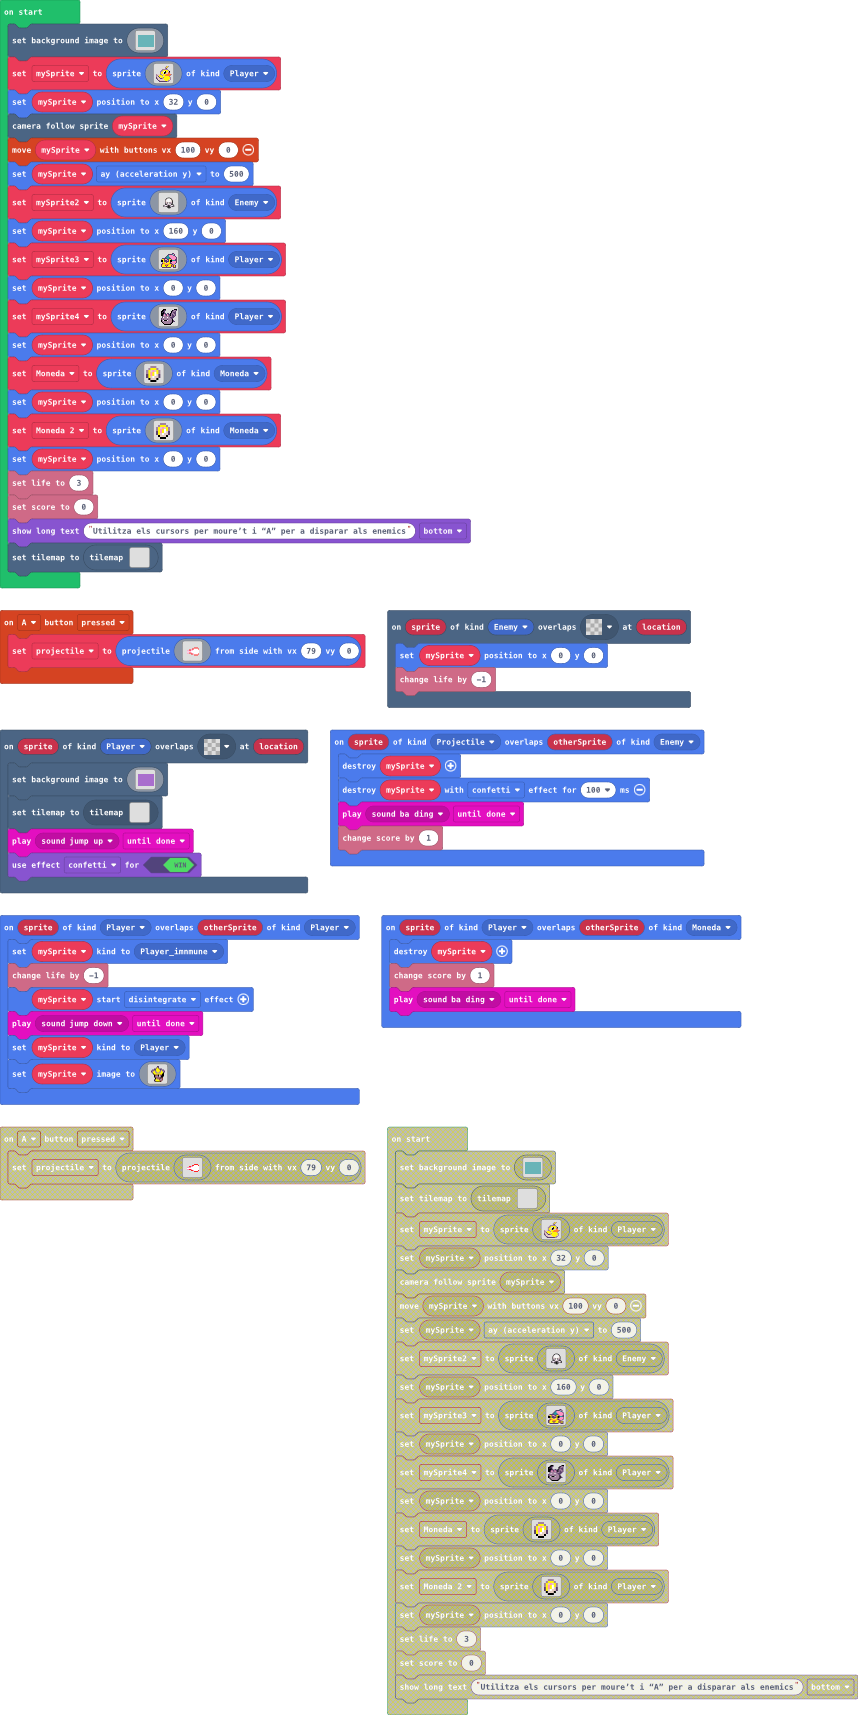 on start
set background image to
set mySprite to sprite of kind Player
set mySprite position to x 32 y 0
camera follow sprite mySprite
move mySprite with buttons vx 100 vy 0
set mySprite ay (acceleration y) to 500
set mySprite2 to sprite of kind Enemy
set mySprite position to x 160 y 0
set mySprite3 to sprite of kind Player
set mySprite position to x 0 y 0
set mySprite4 to sprite of kind Player
set mySprite position to x 0 y 0
set Moneda to sprite of kind Moneda
set mySprite position to x 0 y 0
set Moneda 2 to sprite of kind Moneda
set mySprite position to x 0 y 0
set life to 3
set score to 0
show long text "Utilitza els cursors per moure't i “A” per a disparar als enemics" bottom
set tilemap to tilemap
on A button pressed
set projectile to projectile from side with vx 79 vy 0
on sprite of kind Enemy overlaps at location
set mySprite position to x 0 y 0
change life by -1
on sprite of kind Player overlaps at location
set background image to
set tilemap to tilemap
play sound jump up until done
use effect confetti for WIN
on sprite of kind Projectile overlaps otherSprite of kind Enemy
destroy mySprite
destroy mySprite with confetti effect for 100 ms
play sound ba ding until done
change score by 1
on sprite of kind Player overlaps otherSprite of kind Player
set mySprite kind to Player_imnmune
change life by -1
mySprite start disintegrate effect
play sound jump down until done
set mySprite kind to Player
set mySprite image to
on sprite of kind Player overlaps otherSprite of kind Moneda
destroy mySprite
change score by 1
play sound ba ding until done
on A button pressed
set projectile to projectile from side with vx 79 vy 0
on start
set background image to
set tilemap to tilemap
set mySprite to sprite of kind Player
set mySprite position to x 32 y 0
camera follow sprite mySprite
move mySprite with buttons vx 100 vy 0
set mySprite ay (acceleration y) to 500
set mySprite2 to sprite of kind Enemy
set mySprite position to x 160 y 0
set mySprite3 to sprite of kind Player
set mySprite position to x 0 y 0
set mySprite4 to sprite of kind Player
set mySprite position to x 0 y 0
set Moneda to sprite of kind Player
set mySprite position to x 0 y 0
set Moneda 2 to sprite of kind Player
set mySprite position to x 0 y 0
set life to 3
set score to 0
show long text "Utilitza els cursors per moure't i “A” per a disparar als enemics" bottom